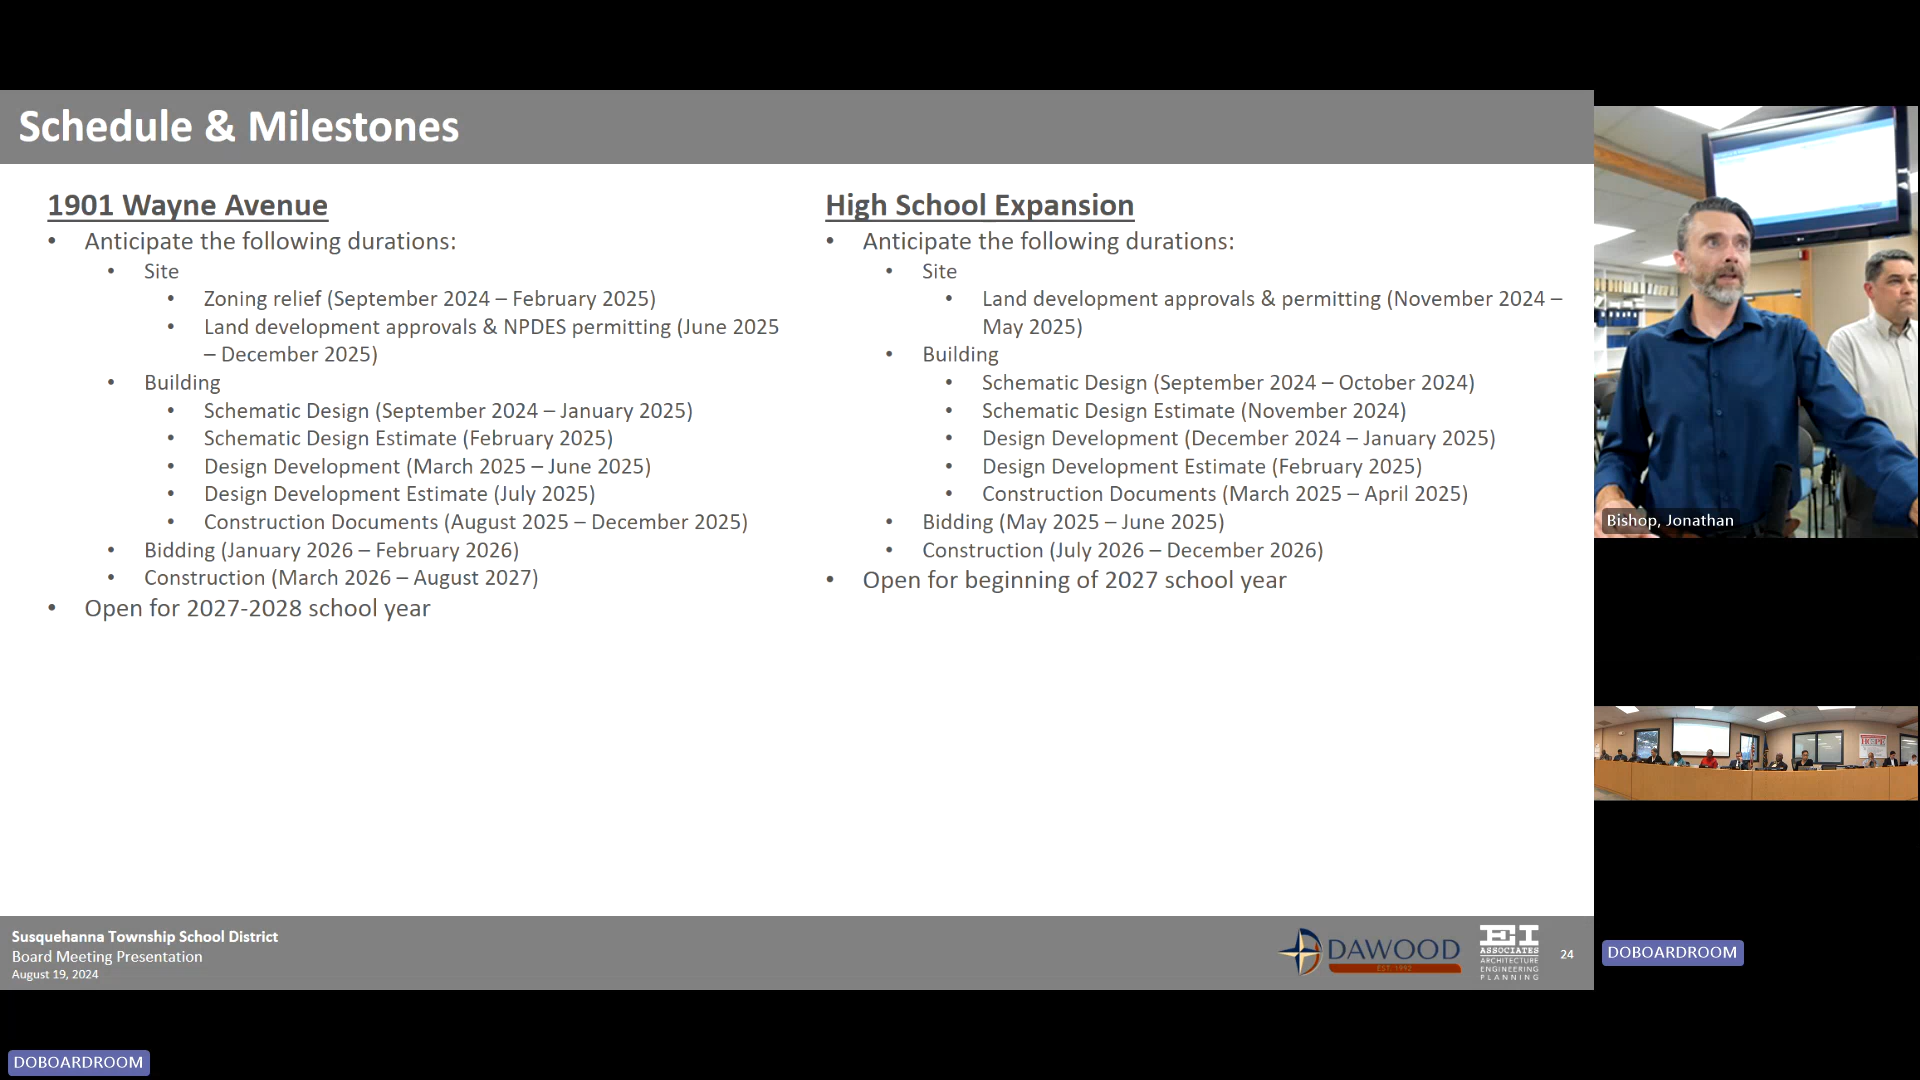 Schedule & Milestones
1901 Wayne Avenue
• Anticipate the following durations:
• Site
• Zoning relief (September 2024 – February 2025)
• Land development approvals & NPDES permitting (June 2025
– December 2025)
• Building
• Schematic Design (September 2024 – January 2025)
• Schematic Design Estimate (February 2025)
• Design Development (March 2025 – June 2025)
• Design Development Estimate (July 2025)
• Construction Documents (August 2025 – December 2025)
• Bidding (January 2026 – February 2026)
• Construction (March 2026 – August 2027)
• Open for 2027-2028 school year
High School Expansion
• Anticipate the following durations:
• Site
• Land development approvals & permitting (November 2024 –
May 2025)
• Building
• Schematic Design (September 2024 – October 2024)
• Schematic Design Estimate (November 2024)
• Design Development (December 2024 – January 2025)
• Design Development Estimate (February 2025)
• Construction Documents (March 2025 – April 2025)
• Bidding (May 2025 – June 2025)
• Construction (July 2026 – December 2026)
• Open for beginning of 2027 school year
Bishop, Jonathan
Susquehanna Township School District
Board Meeting Presentation
August 19, 2024
DAWOOD
EST. 1992
EI
ASSOCIATES
ARCHITECTURE
ENGINEERING
PLANNING
24
DOBOARDROOM
DOBOARDROOM